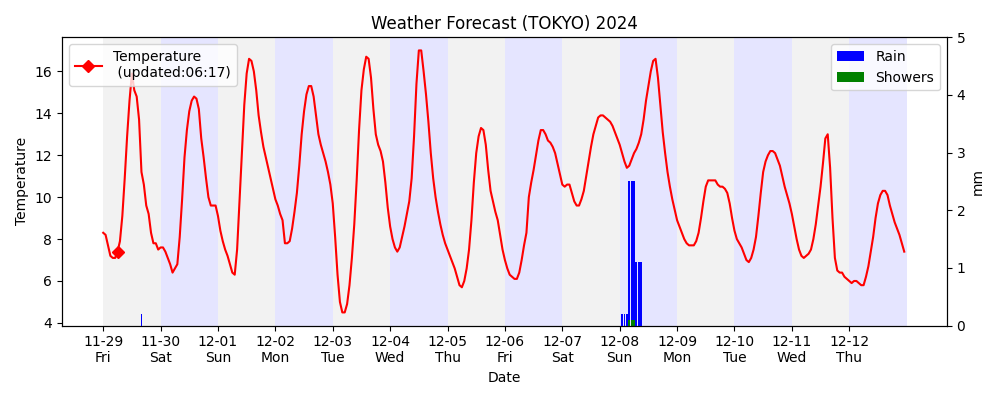 Weather Forecast (TOKYO) 2024
Temperature
(updated:06:17)
Rain
Showers
Temperature
16
14
12
10
8
6
4
5
4
3
2
1
0
mm
11-29 11-30 12-01 12-02 12-03 12-04 12-05 12-06 12-07 12-08 12-09 12-10 12-11 12-12
Fri Sat Sun Mon Tue Wed Thu Fri Sat Sun Mon Tue Wed Thu
Date